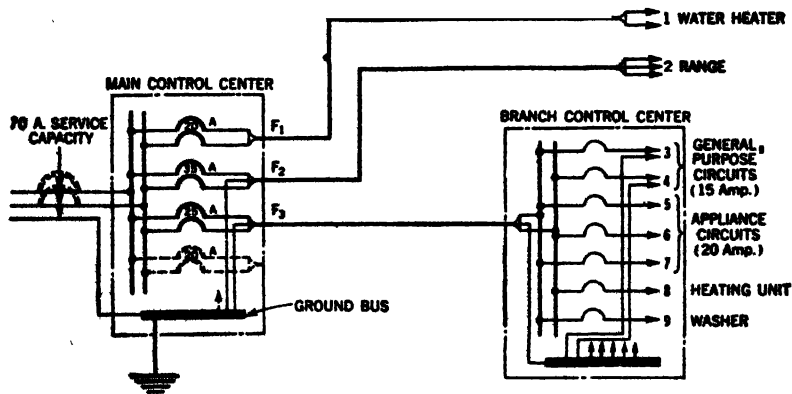 1 WATER HEATER
2 RANGE
MAIN CONTROL CENTER
70 A. SERVICE
CAPACITY
A
F1
A
F2
A
F3
A
GROUND BUS
BRANCH CONTROL CENTER
3
4
GENERAL
PURPOSE
CIRCUITS
(15 Amp.)
5
6
7
APPLIANCE
CIRCUITS
(20 Amp.)
8 HEATING UNIT
9 WASHER